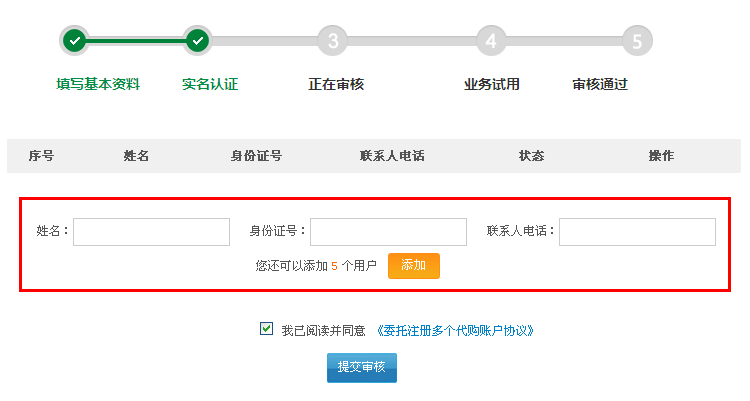 3 4 5
填写基本资料 实名认证 正在审核 业务试用 审核通过
序号 姓名 身份证号 联系人电话 状态 操作
姓名： 身份证号： 联系人电话：
您还可以添加 5 个用户 添加
我已阅读并同意 《委托注册多个代购账户协议》
提交审核